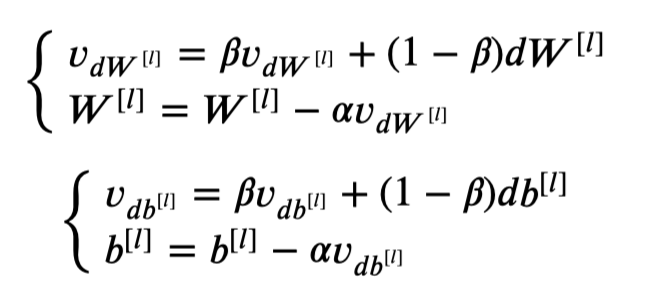 v_{dW^{[l]}} = βv_{dW^{[l]}} + (1 − β)dW^{[l]}
W^{[l]} = W^{[l]} − αv_{dW^{[l]}}
v_{db^{[l]}} = βv_{db^{[l]}} + (1 − β)db^{[l]}
b^{[l]} = b^{[l]} − αv_{db^{[l]}}